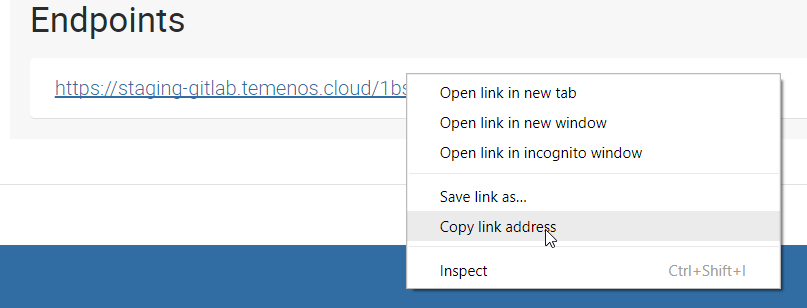 Endpoints
https://staging-gitlab.temenos.cloud/1bs
Open link in new tab
Open link in new window
Open link in incognito window
Save link as...
Copy link address
Inspect Ctrl+Shift+I